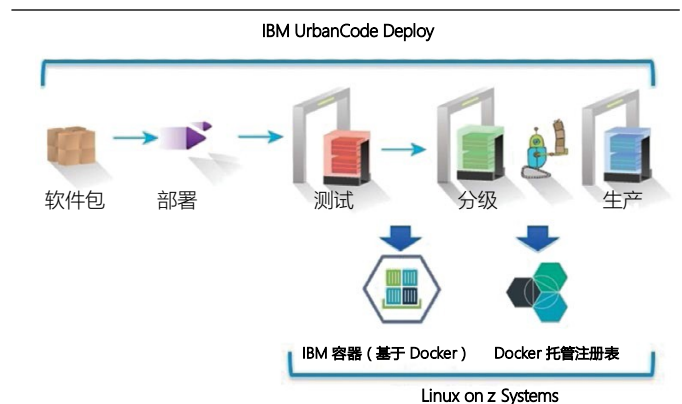 IBM UrbanCode Deploy
软件包 部署 测试 分级 生产
IBM 容器（基于 Docker） Docker 托管注册表
Linux on z Systems